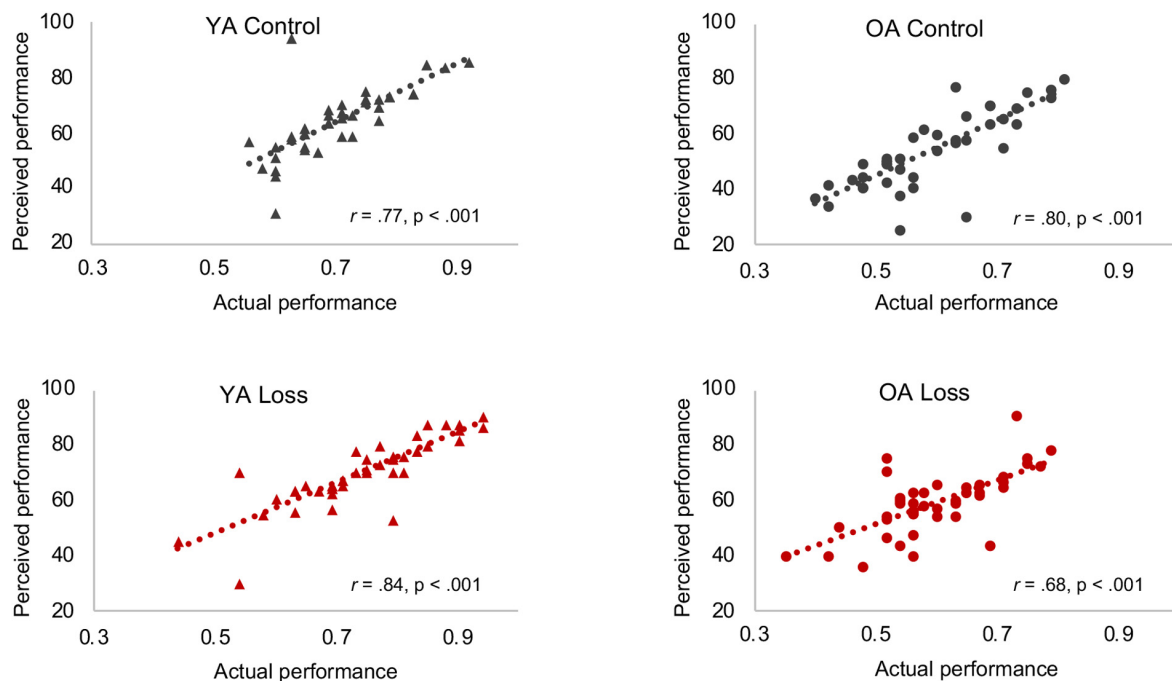 YA Control
Perceived performance
100
80
60
40
20
r = .77, p < .001
0.3 0.5 0.7 0.9
Actual performance
OA Control
Perceived performance
100
80
60
40
20
r = .80, p < .001
0.3 0.5 0.7 0.9
Actual performance
YA Loss
Perceived performance
100
80
60
40
20
r = .84, p < .001
0.3 0.5 0.7 0.9
Actual performance
OA Loss
Perceived performance
100
80
60
40
20
r = .68, p < .001
0.3 0.5 0.7 0.9
Actual performance